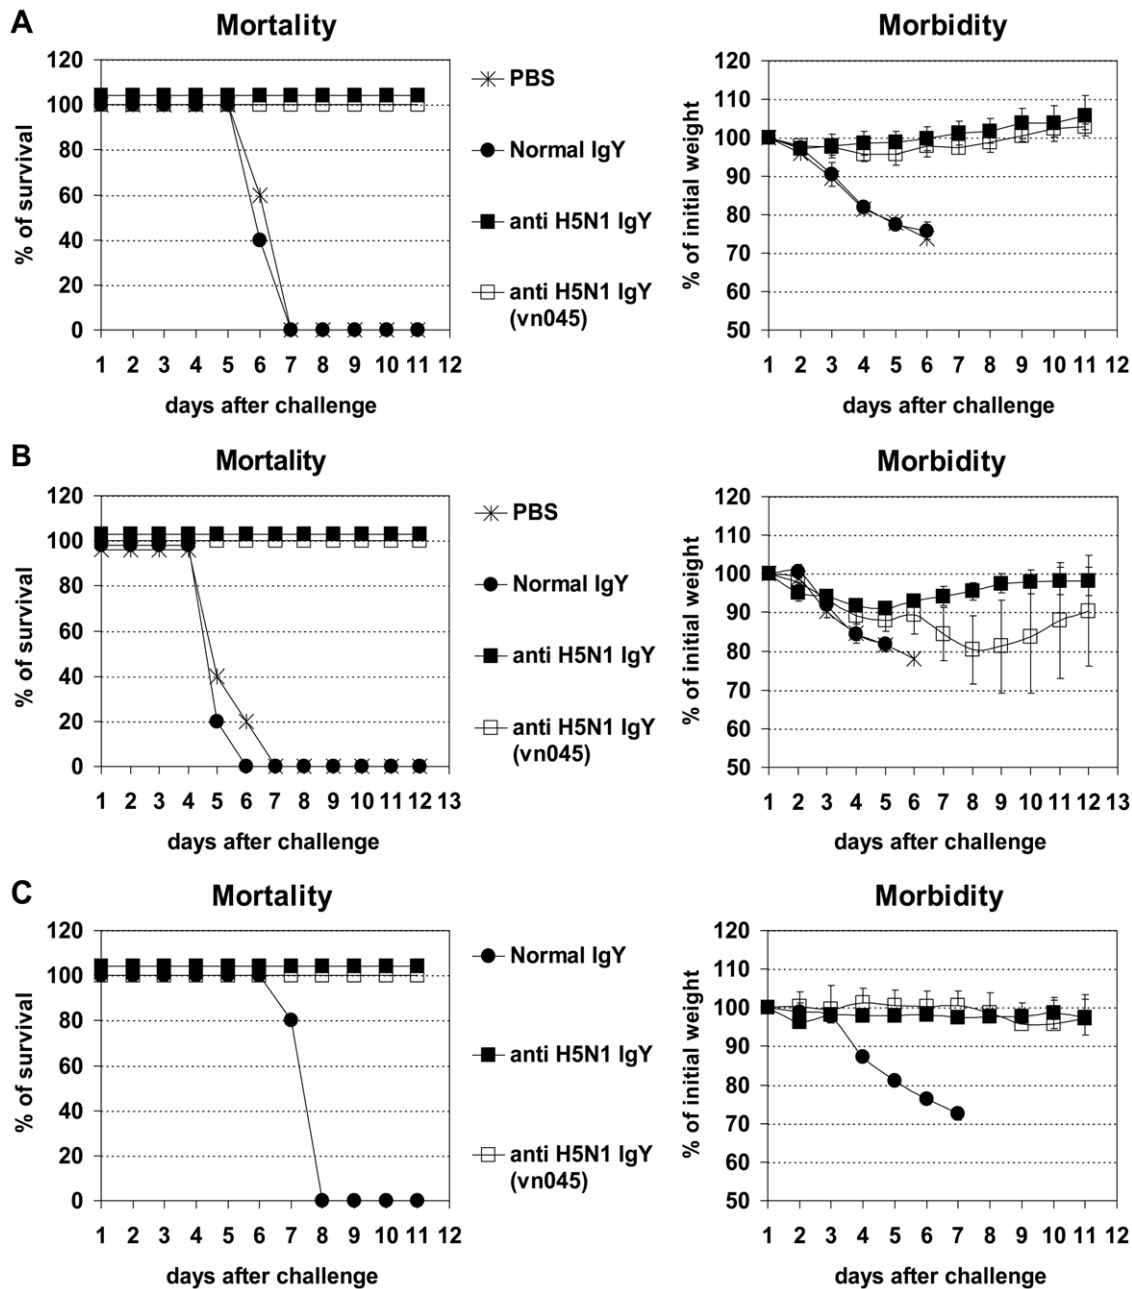 A
Mortality
% of survival
120
100
80
60
40
20
0
1 2 3 4 5 6 7 8 9 10 11 12
days after challenge
PBS
Normal IgY
anti H5N1 IgY
anti H5N1 IgY
(vn045)
Morbidity
% of initial weight
120
110
100
90
80
70
60
50
1 2 3 4 5 6 7 8 9 10 11 12
days after challenge
B
Mortality
% of survival
120
100
80
60
40
20
0
1 2 3 4 5 6 7 8 9 10 11 12 13
days after challenge
PBS
Normal IgY
anti H5N1 IgY
anti H5N1 IgY
(vn045)
Morbidity
% of initial weight
120
110
100
90
80
70
60
50
1 2 3 4 5 6 7 8 9 10 11 12 13
days after challenge
C
Mortality
% of survival
120
100
80
60
40
20
0
1 2 3 4 5 6 7 8 9 10 11 12
days after challenge
Normal IgY
anti H5N1 IgY
anti H5N1 IgY
(vn045)
Morbidity
% of initial weight
120
110
100
90
80
70
60
50
1 2 3 4 5 6 7 8 9 10 11 12
days after challenge